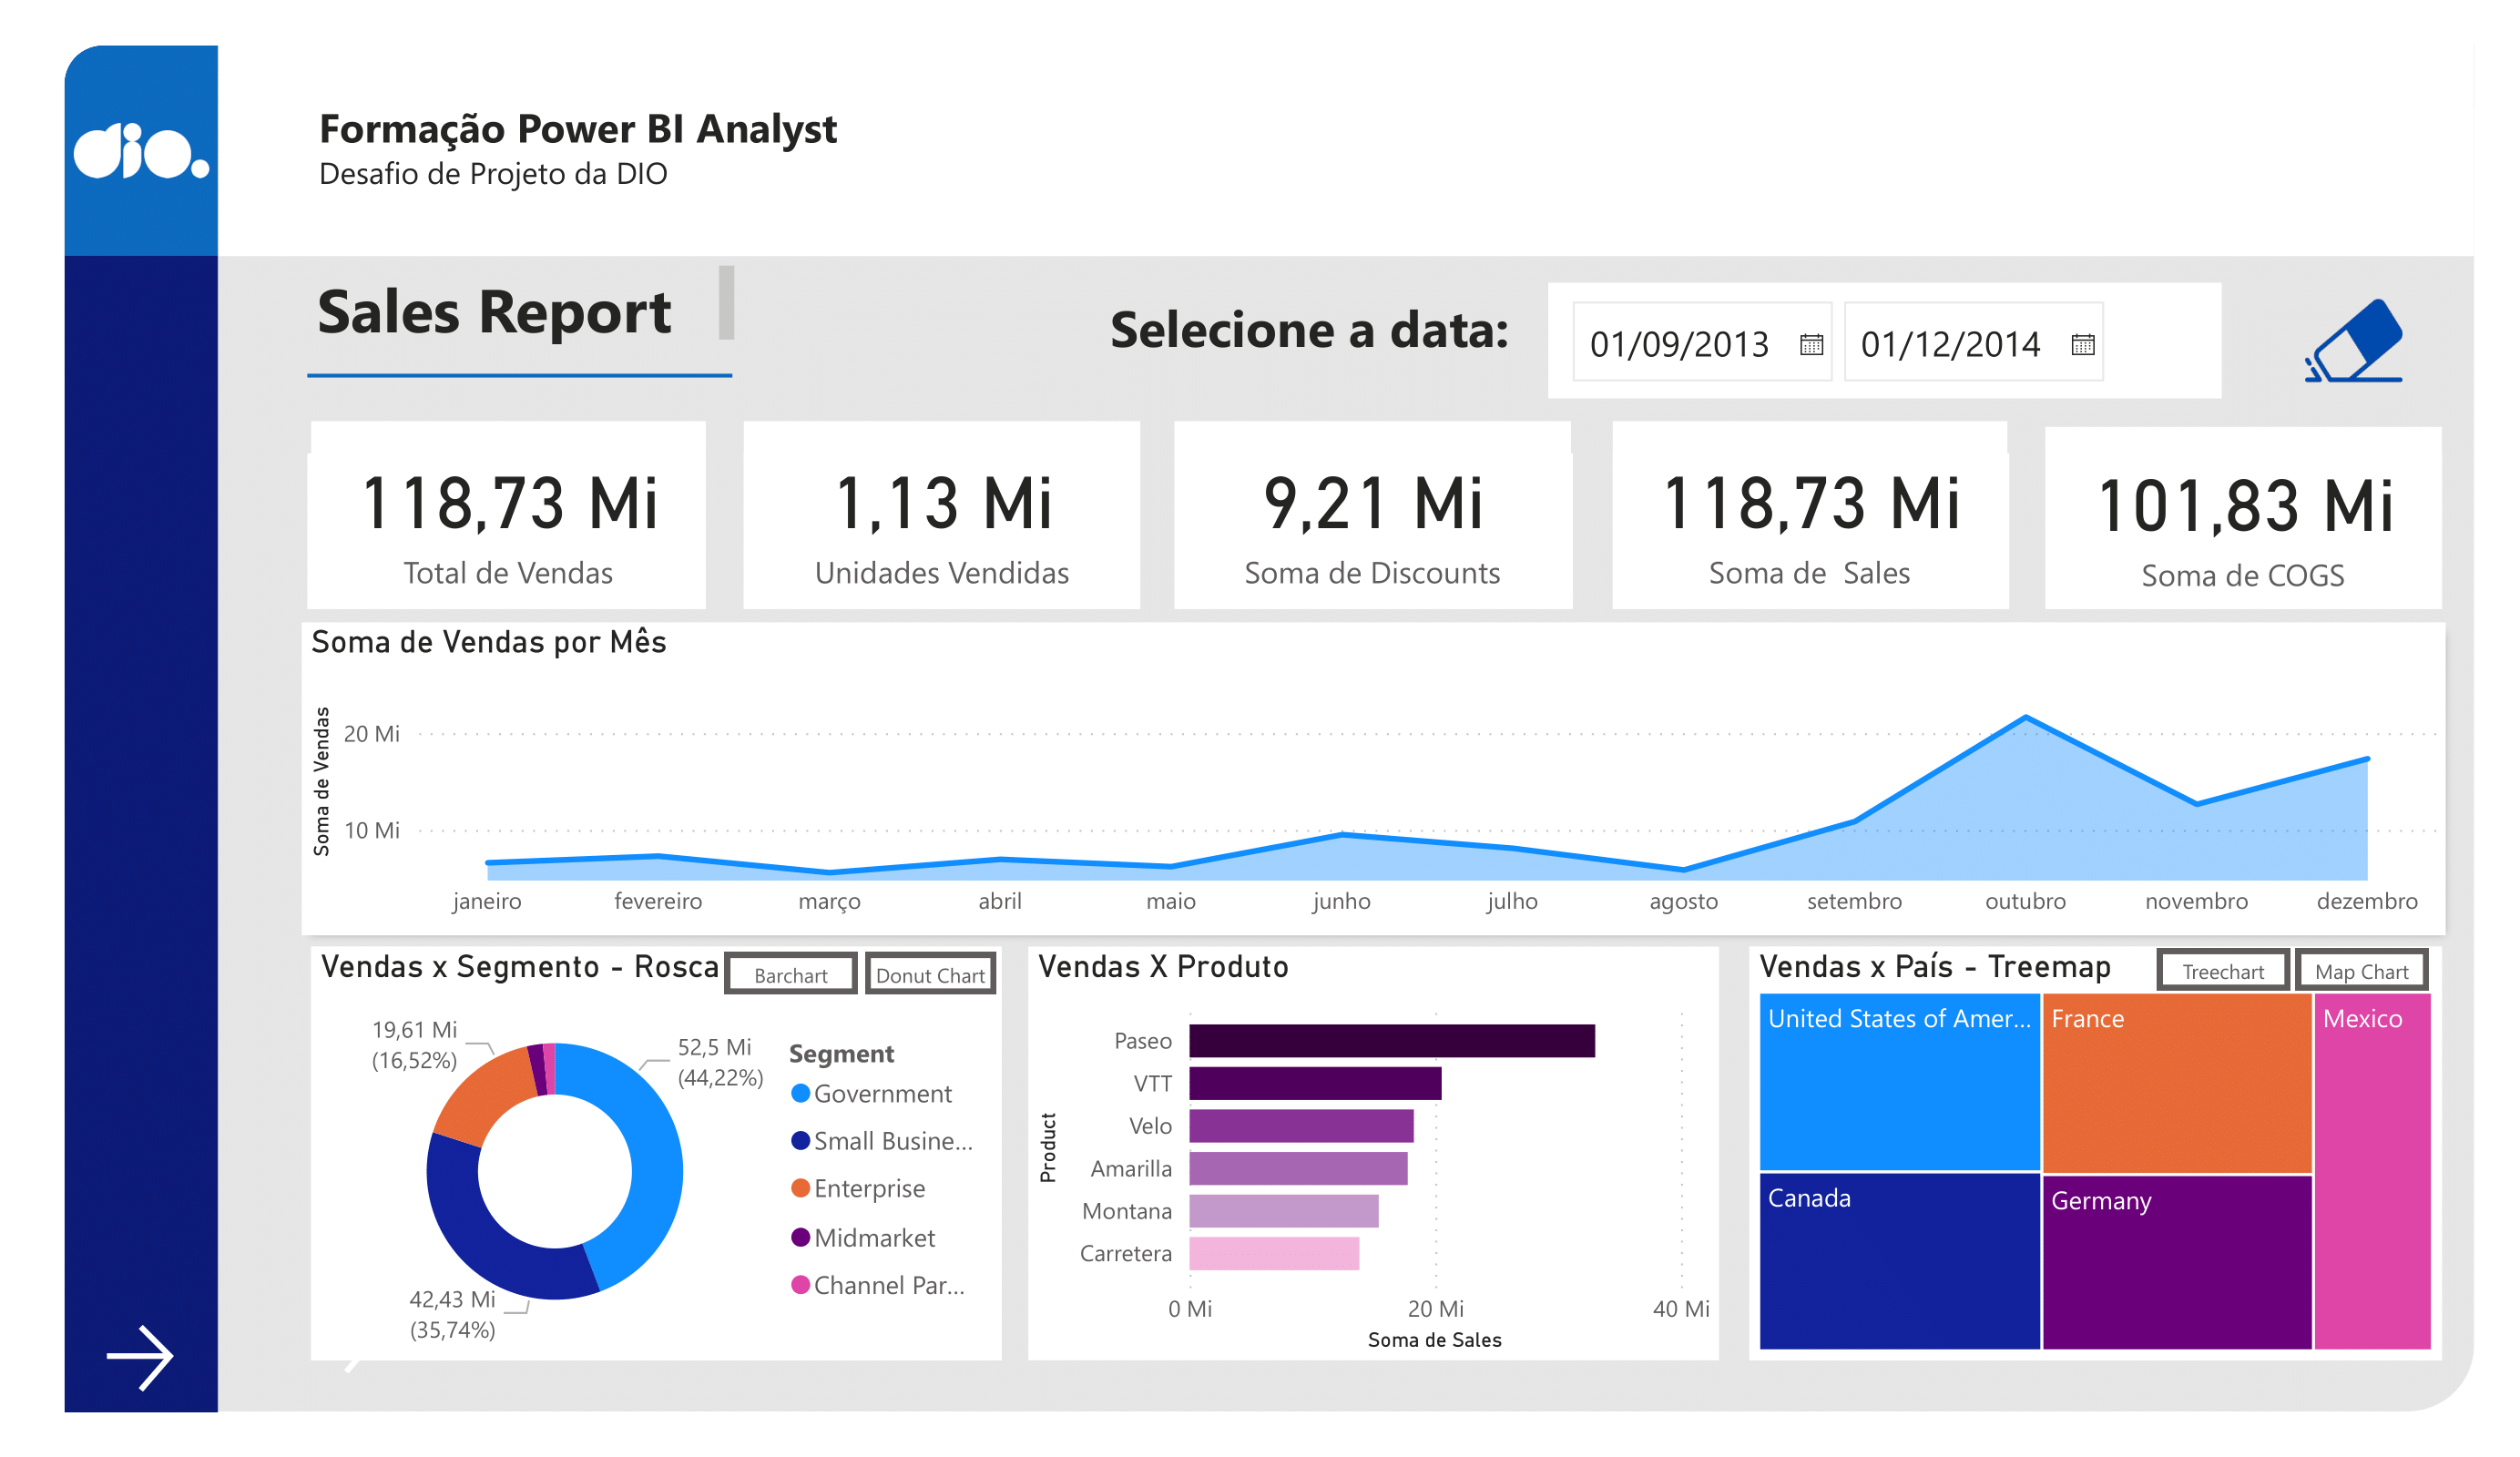 dio.
Formação Power BI Analyst
Desafio de Projeto da DIO
Sales Report
Selecione a data:
01/09/2013
01/12/2014
118,73 Mi
Total de Vendas
1,13 Mi
Unidades Vendidas
9,21 Mi
Soma de Discounts
118,73 Mi
Soma de  Sales
101,83 Mi
Soma de COGS
Soma de Vendas por Mês
Soma de Vendas
20 Mi
10 Mi
janeiro fevereiro março abril maio junho julho agosto setembro outubro novembro dezembro
Vendas x Segmento - Rosca
Barchart
Donut Chart
19,61 Mi
(16,52%)
52,5 Mi
(44,22%)
42,43 Mi
(35,74%)
Segment
Government
Small Busine...
Enterprise
Midmarket
Channel Par...
Vendas X Produto
Product
Paseo
VTT
Velo
Amarilla
Montana
Carretera
0 Mi 20 Mi 40 Mi
Soma de Sales
Vendas x País - Treemap
Treechart
Map Chart
United States of Amer...
France
Mexico
Canada
Germany